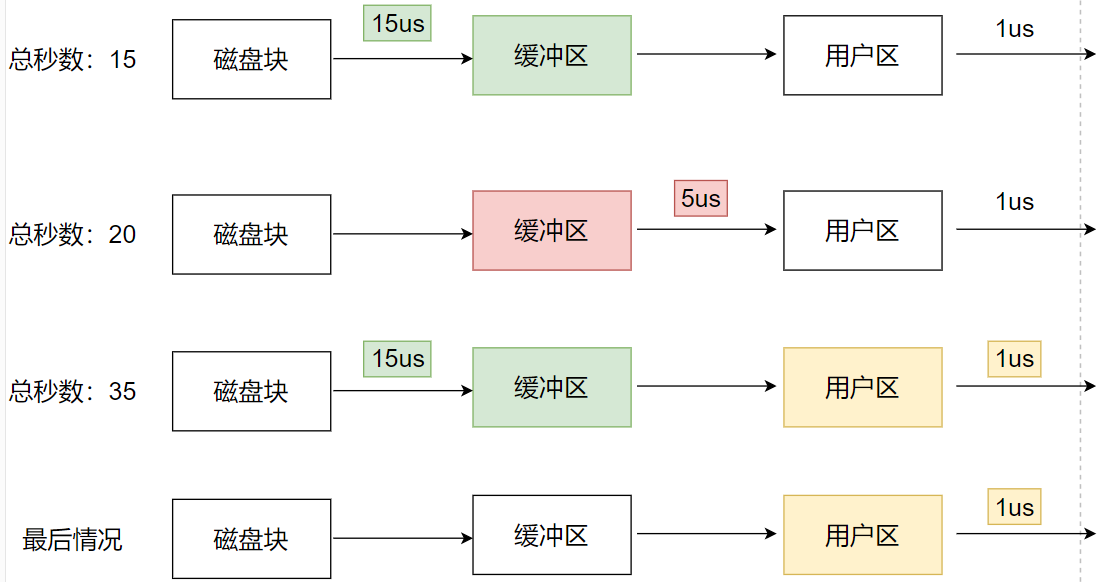 15us
1us
总秒数：15
磁盘块
缓冲区
用户区
5us
1us
总秒数：20
磁盘块
缓冲区
用户区
15us
1us
总秒数：35
磁盘块
缓冲区
用户区
1us
最后情况
磁盘块
缓冲区
用户区